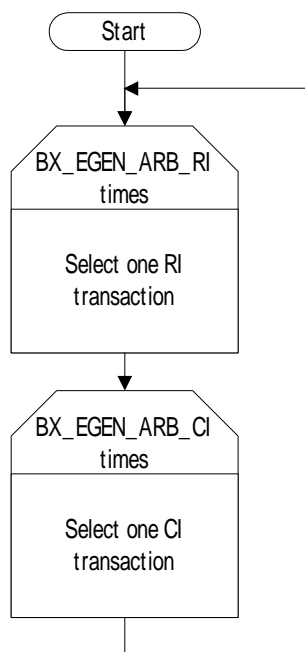 Start
BX_EGEN_ARB_RI
times
Select one RI
transaction
BX_EGEN_ARB_CI
times
Select one CI
transaction